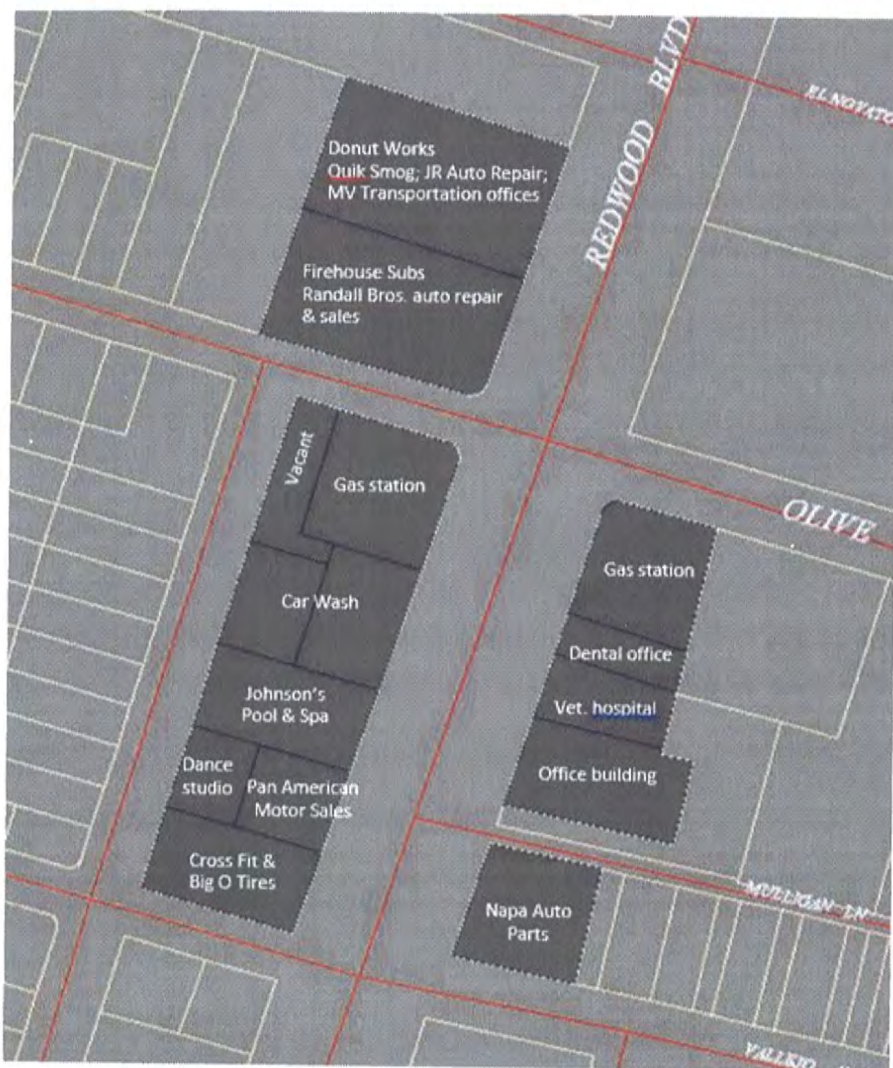 REDWOOD BLVD
EL NOVATO
Donut Works
Quik Smog; JR Auto Repair;
MV Transportation offices
Firehouse Subs
Randall Bros. auto repair
& sales
Vacant
Gas station
OLIVE
Gas station
Car Wash
Dental office
Johnson's
Pool & Spa
Vet. hospital
Dance
studio
Pan American
Motor Sales
Office building
Cross Fit &
Big O Tires
MULLIGAN LN
Napa Auto
Parts
VALLEJO